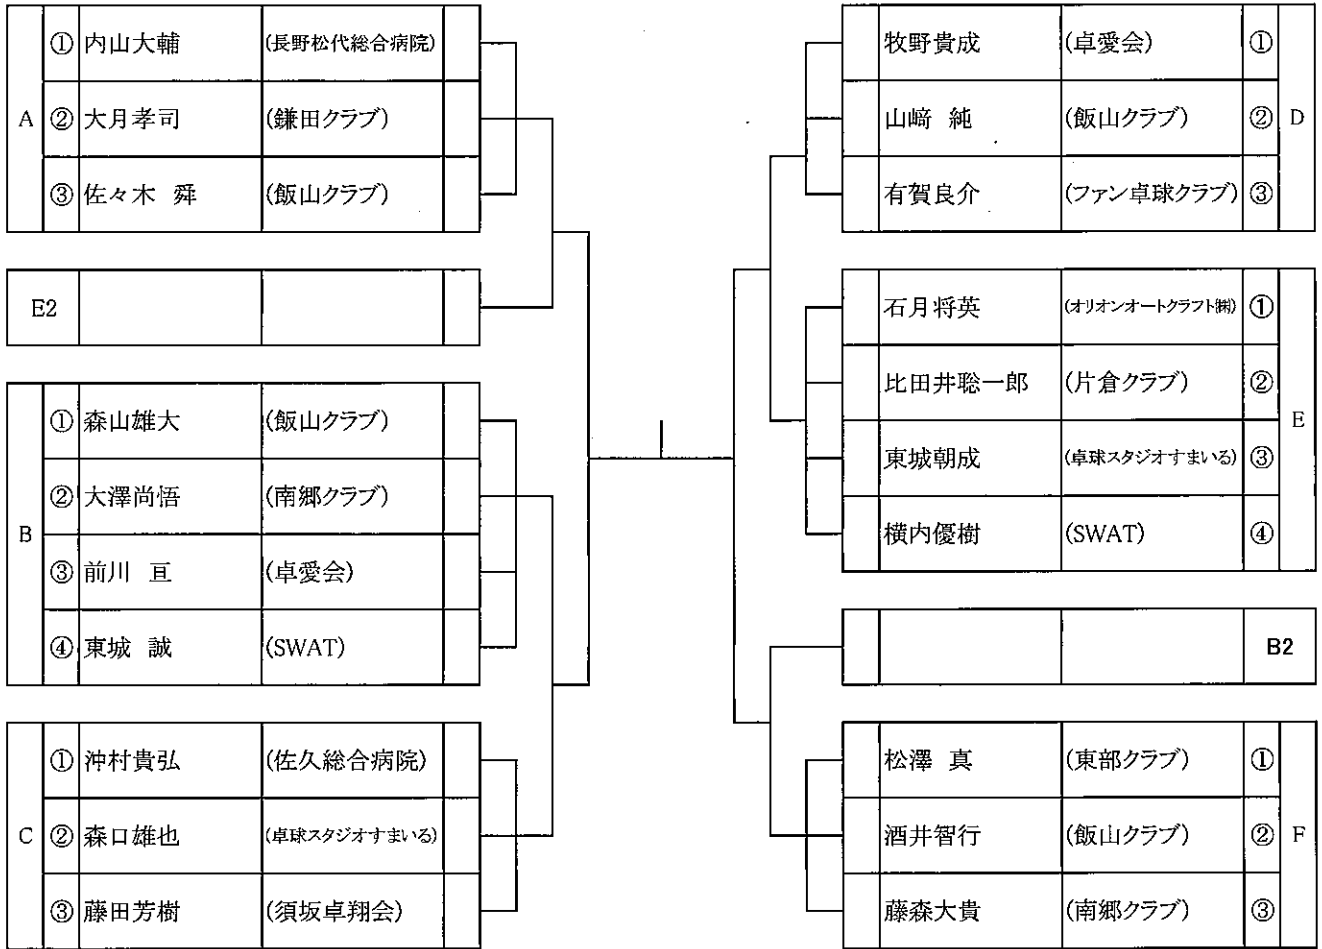 A
① 内山大輔 (長野松代総合病院)
② 大月孝司 (鎌田クラブ)
③ 佐々木 舜 (飯山クラブ)
E2
B
① 森山雄大 (飯山クラブ)
② 大澤尚悟 (南郷クラブ)
③ 前川 亘 (卓愛会)
④ 東城 誠 (SWAT)
C
① 沖村貴弘 (佐久総合病院)
② 森口雄也 (卓球スタジオすまいる)
③ 藤田芳樹 (須坂卓翔会)
牧野貴成 (卓愛会) ①
山﨑 純 (飯山クラブ) ②
有賀良介 (ファン卓球クラブ) ③
D
石月将英 (オリオンオートクラフト㈱) ①
比田井聡一郎 (片倉クラブ) ②
東城朝成 (卓球スタジオすまいる) ③
横内優樹 (SWAT) ④
E
B2
松澤 真 (東部クラブ) ①
酒井智行 (飯山クラブ) ②
藤森大貴 (南郷クラブ) ③
F